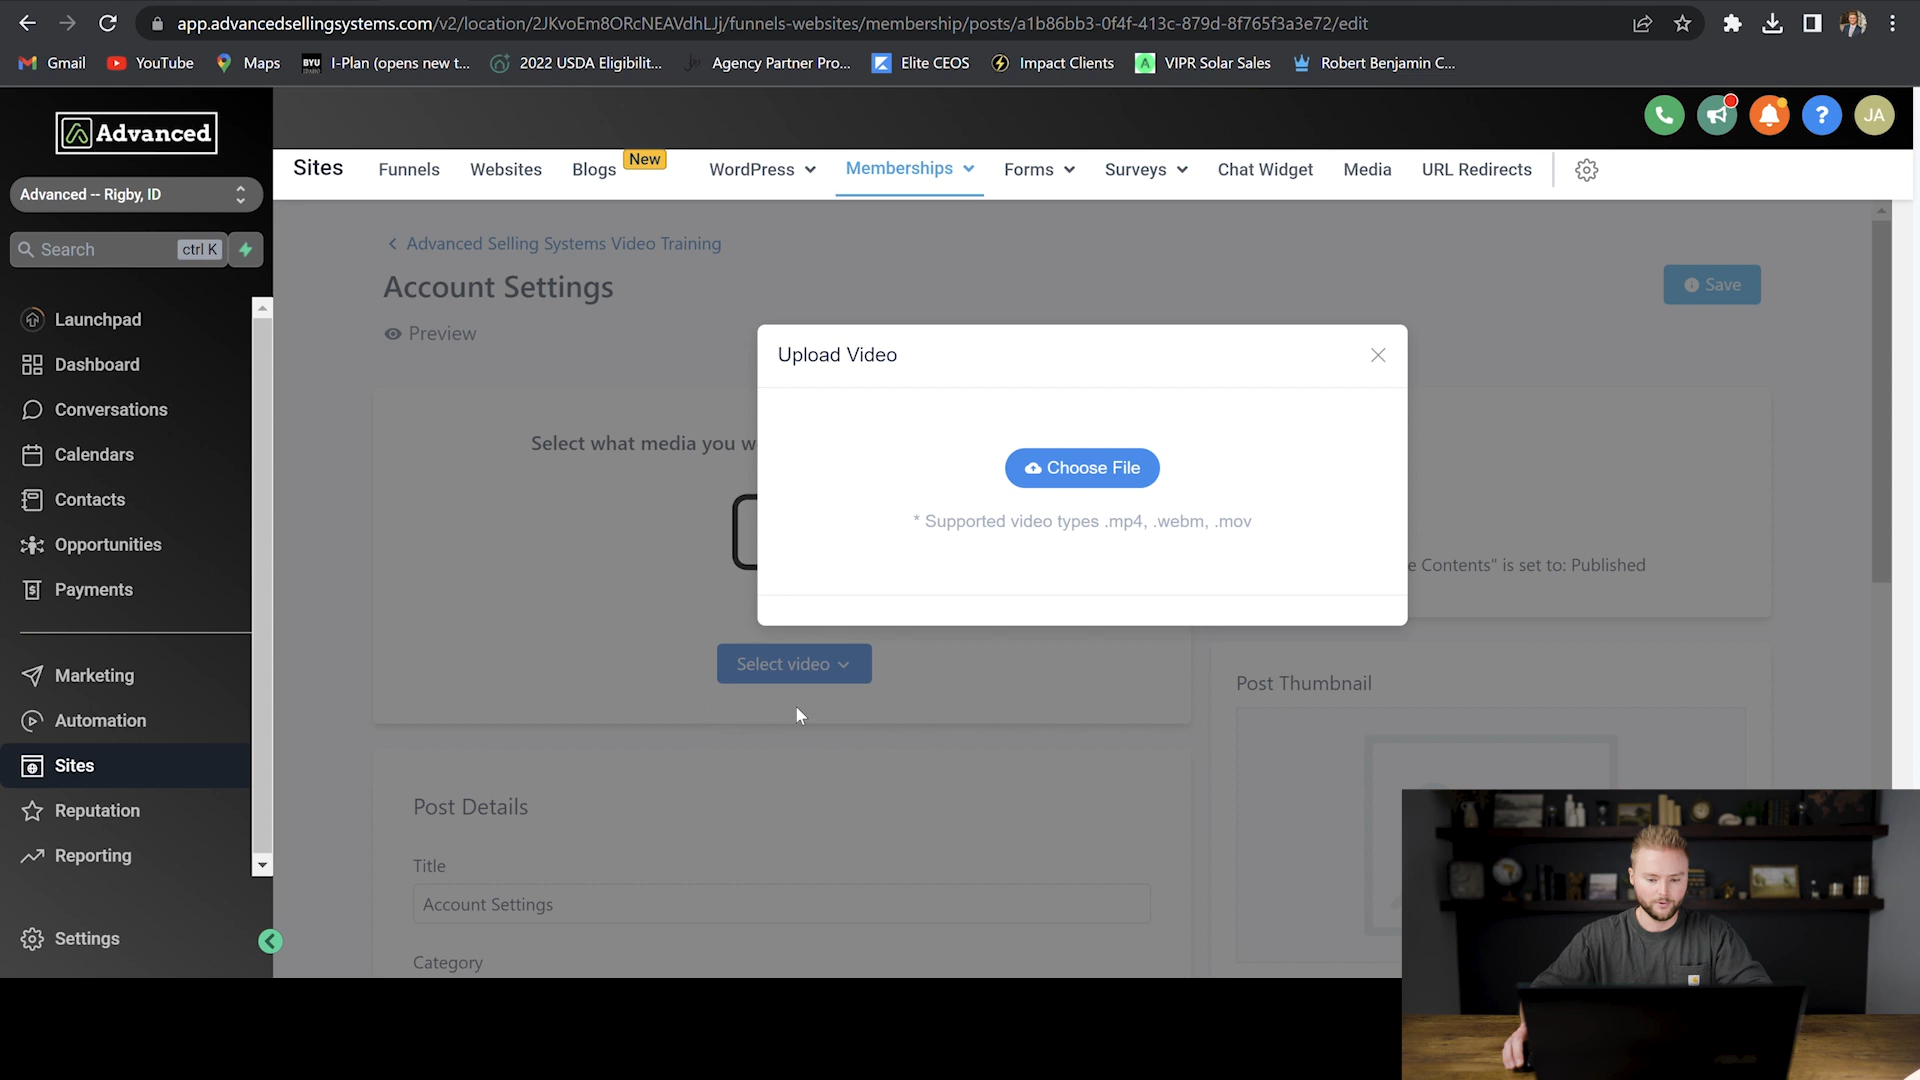 app.advancedsellingsystems.com/v2/location/2JKvoEm8ORcNEAVdhLJj/funnels-websites/membership/posts/a1b86bb3-0f4f-413c-879d-8f765f3a3e72/edit
Gmail YouTube Maps BYU IDAHO I-Plan (opens new t... 2022 USDA Eligibilit... Agency Partner Pro... Elite CEOS Impact Clients A VIPR Solar Sales Robert Benjamin C...
Advanced
JA
Sites Funnels Websites Blogs New WordPress Memberships Forms Surveys Chat Widget Media URL Redirects
Advanced -- Rigby, ID
Search ctrl K
Advanced Selling Systems Video Training
Account Settings
Save
Preview
Launchpad
Dashboard
Conversations
Calendars
Contacts
Opportunities
Payments
Marketing
Automation
Sites
Reputation
Reporting
Settings
Upload Video
Select what media you w
Choose File
* Supported video types .mp4, .webm, .mov
e Contents" is set to: Published
Select video
Post Thumbnail
Post Details
Title
Account Settings
Category